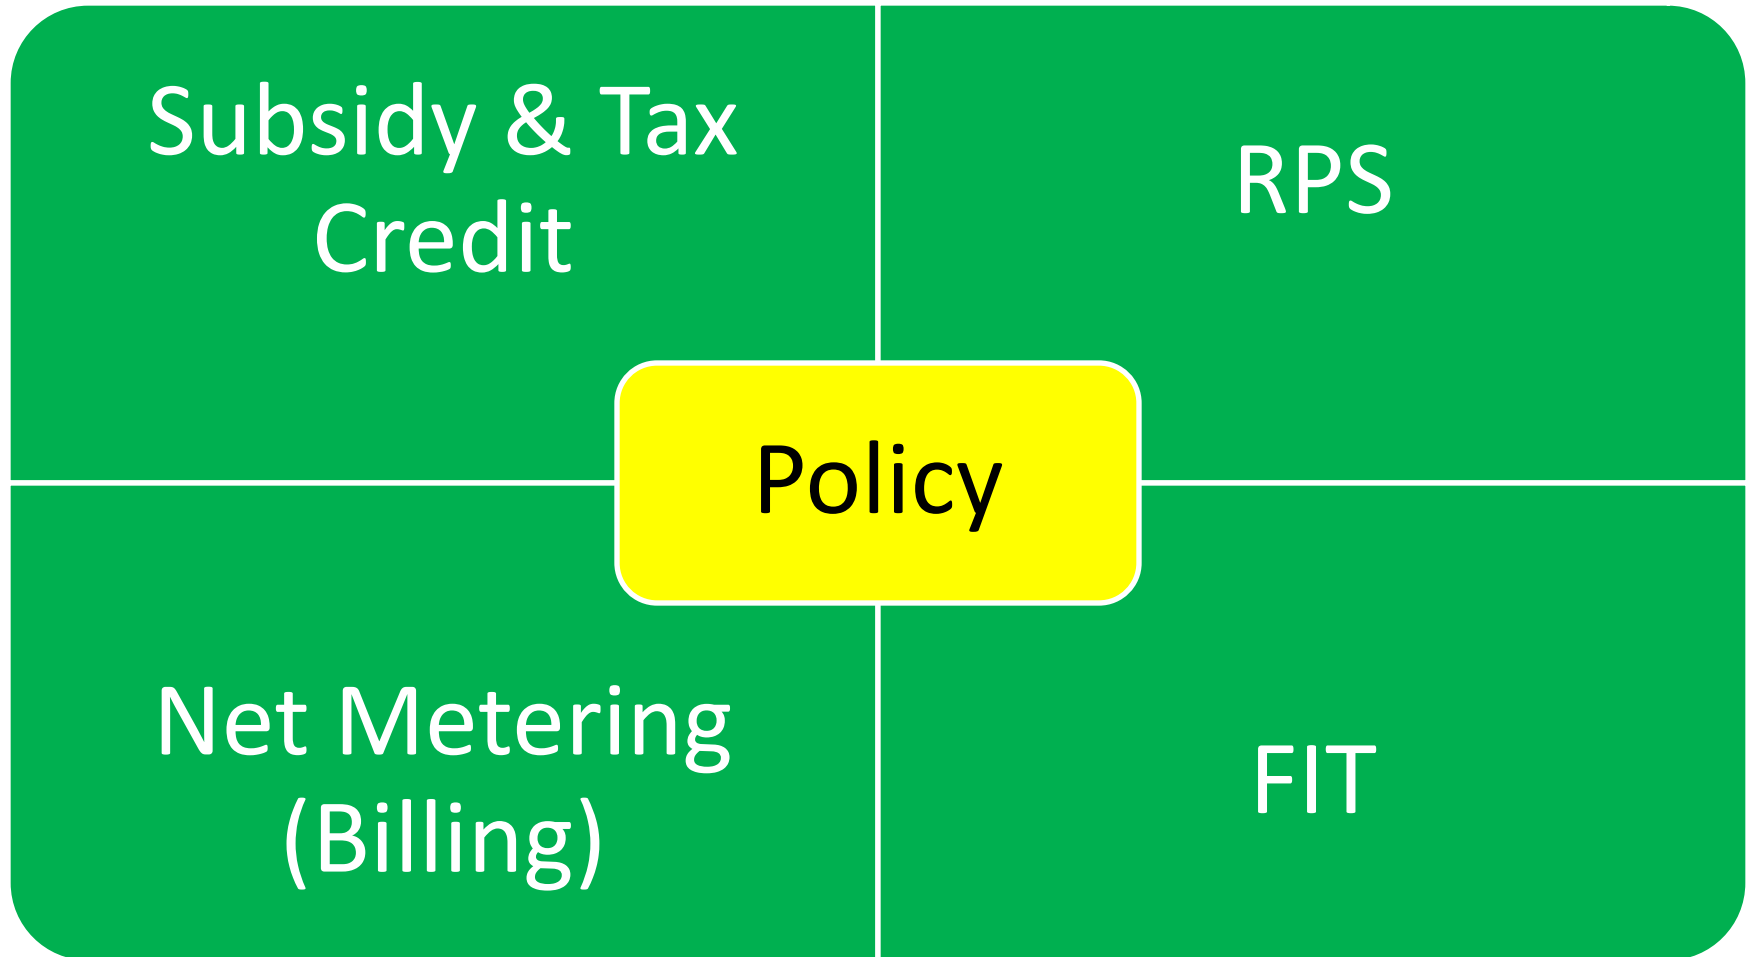 Subsidy & Tax
Credit
RPS
Policy
Net Metering
(Billing)
FIT